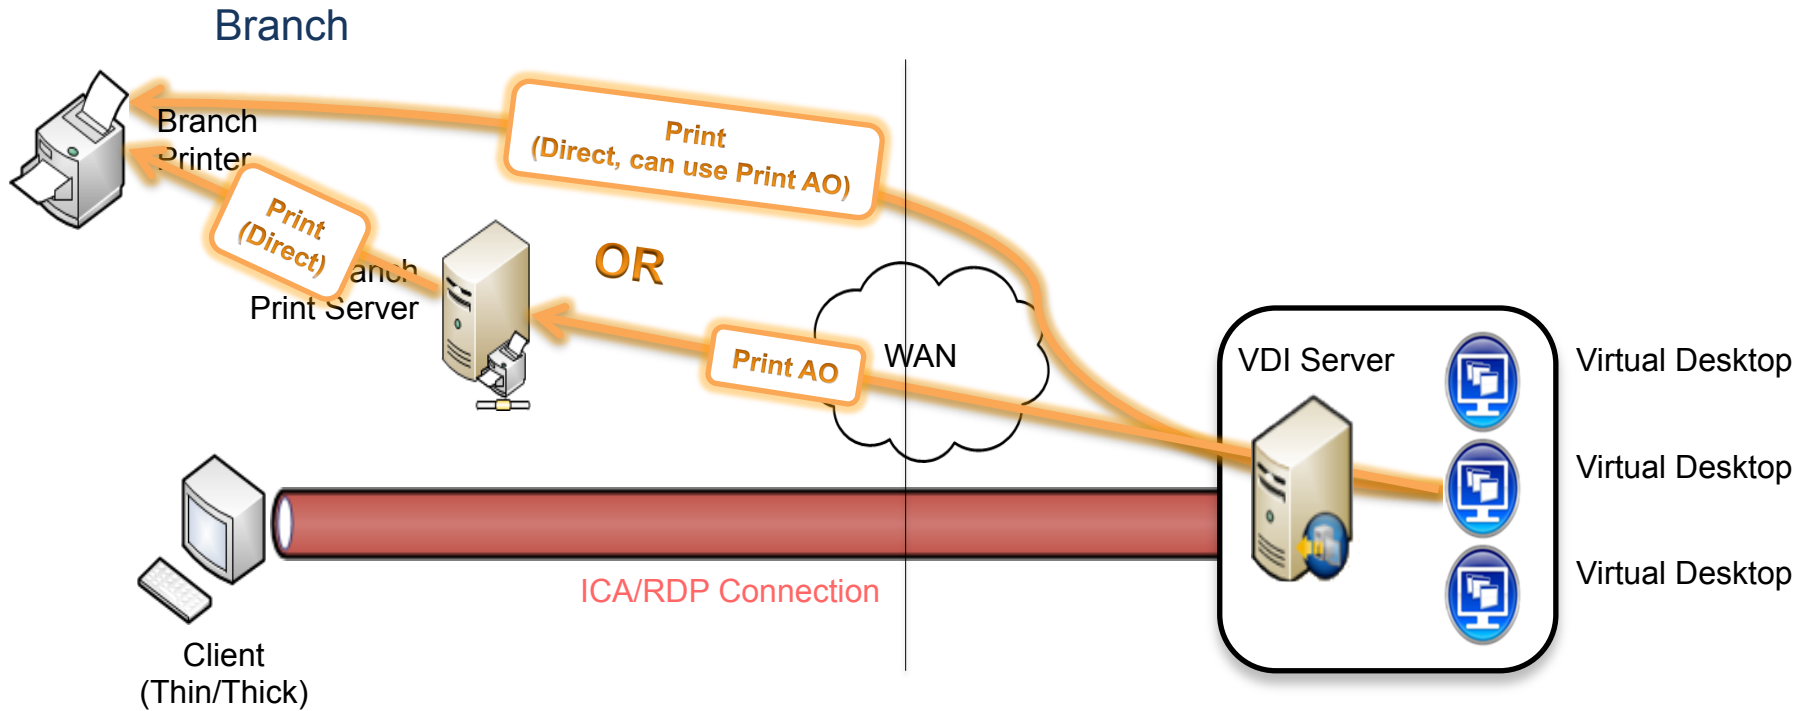 Branch
Branch
Printer
Print
(Direct, can use Print AO)
Print
(Direct)
OR
Print Server
Print AO
WAN
VDI Server
Virtual Desktop
Virtual Desktop
Virtual Desktop
ICA/RDP Connection
Client
(Thin/Thick)